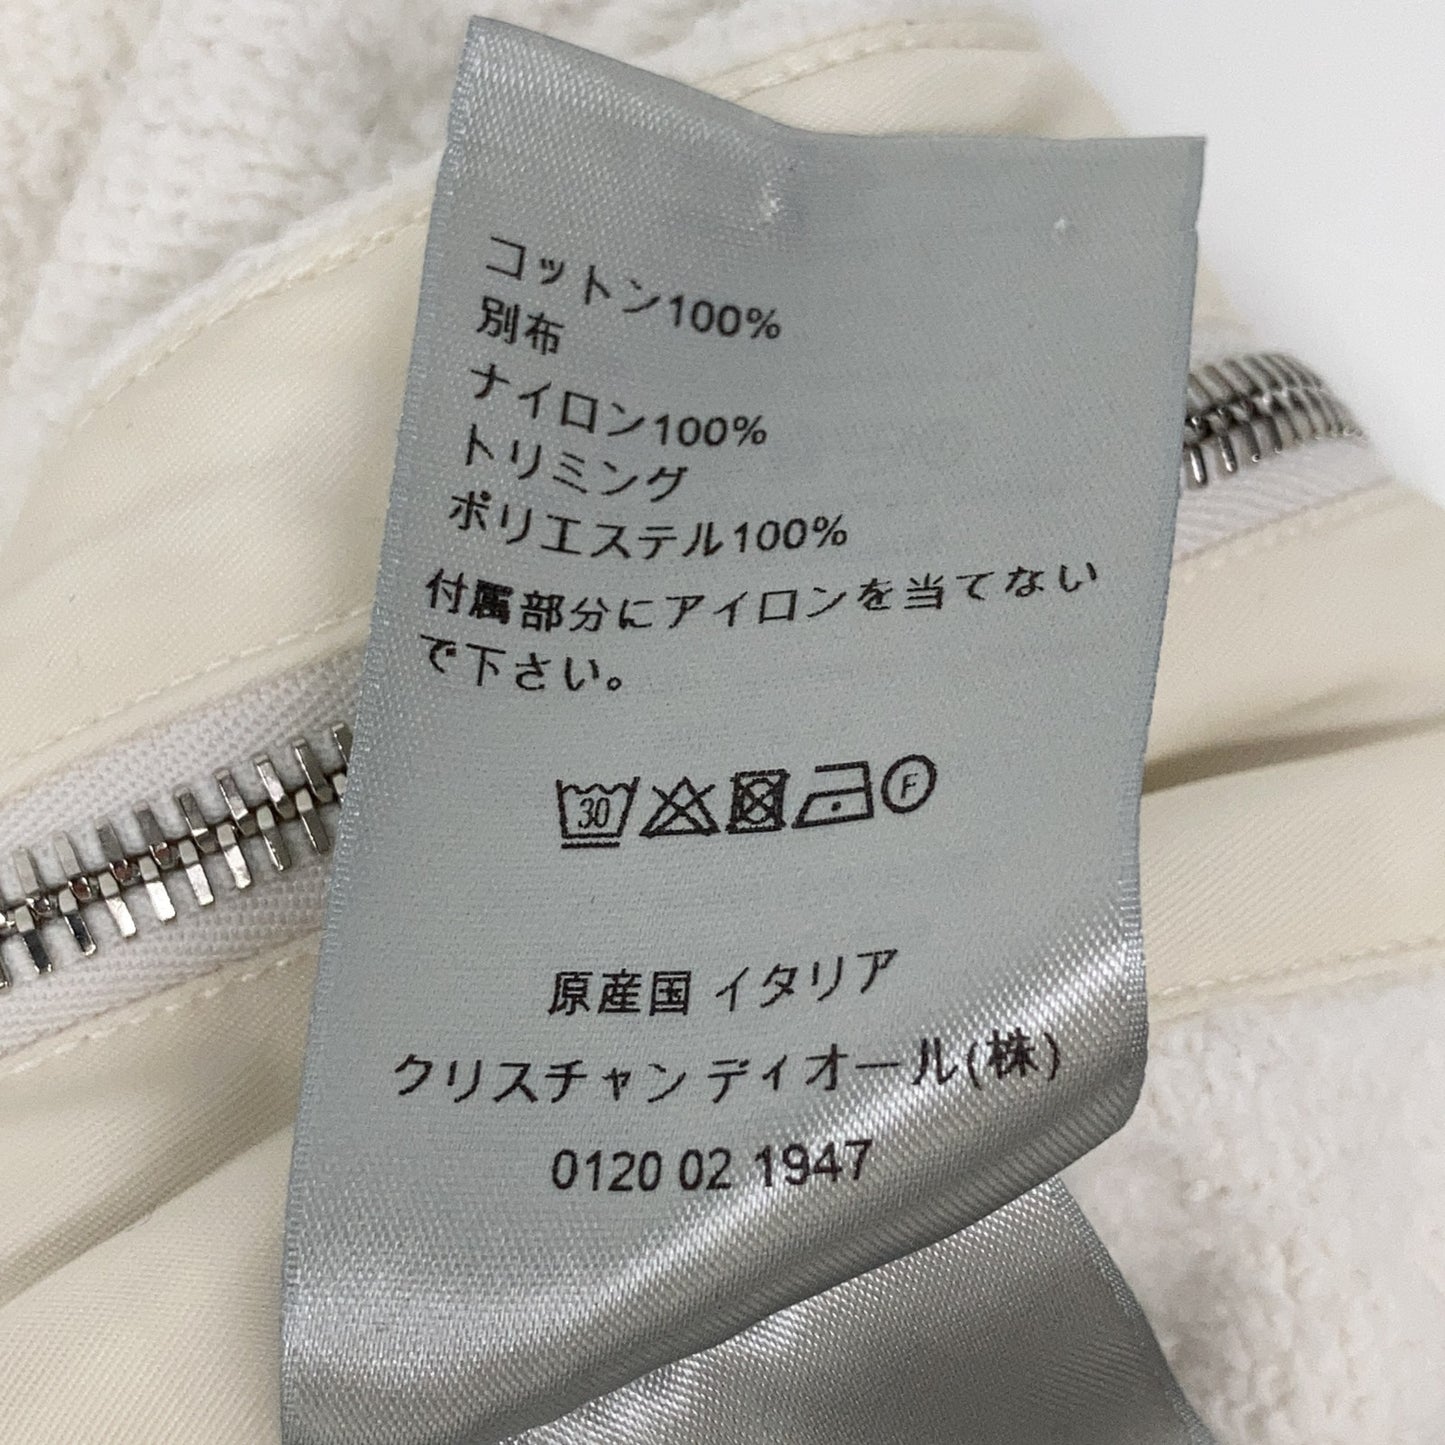 コットン100%
別布
ナイロン100%
トリミング
ポリエステル100%
付属部分にアイロンを当てない
で下さい。
30 F
原産国 イタリア
クリスチャン ディオール(株)
0120 02 1947